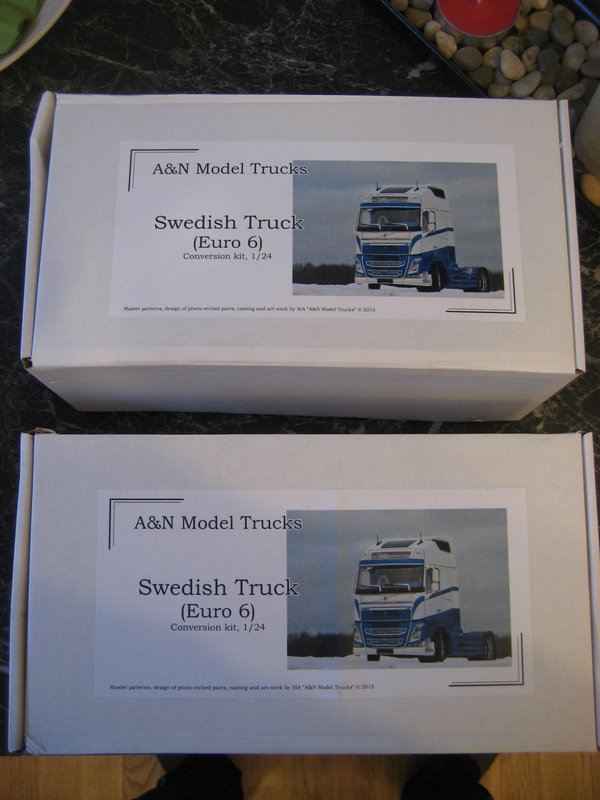 A&N Model Trucks
Swedish Truck
(Euro 6)
Conversion kit, 1/24
Master patterns, design of photo-etched parts, casting and art-work by SIA "A&N Model Trucks" © 2015
A&N Model Trucks
Swedish Truck
(Euro 6)
Conversion kit, 1/24
Master patterns, design of photo-etched parts, casting and art-work by SIA "A&N Model Trucks" © 2015